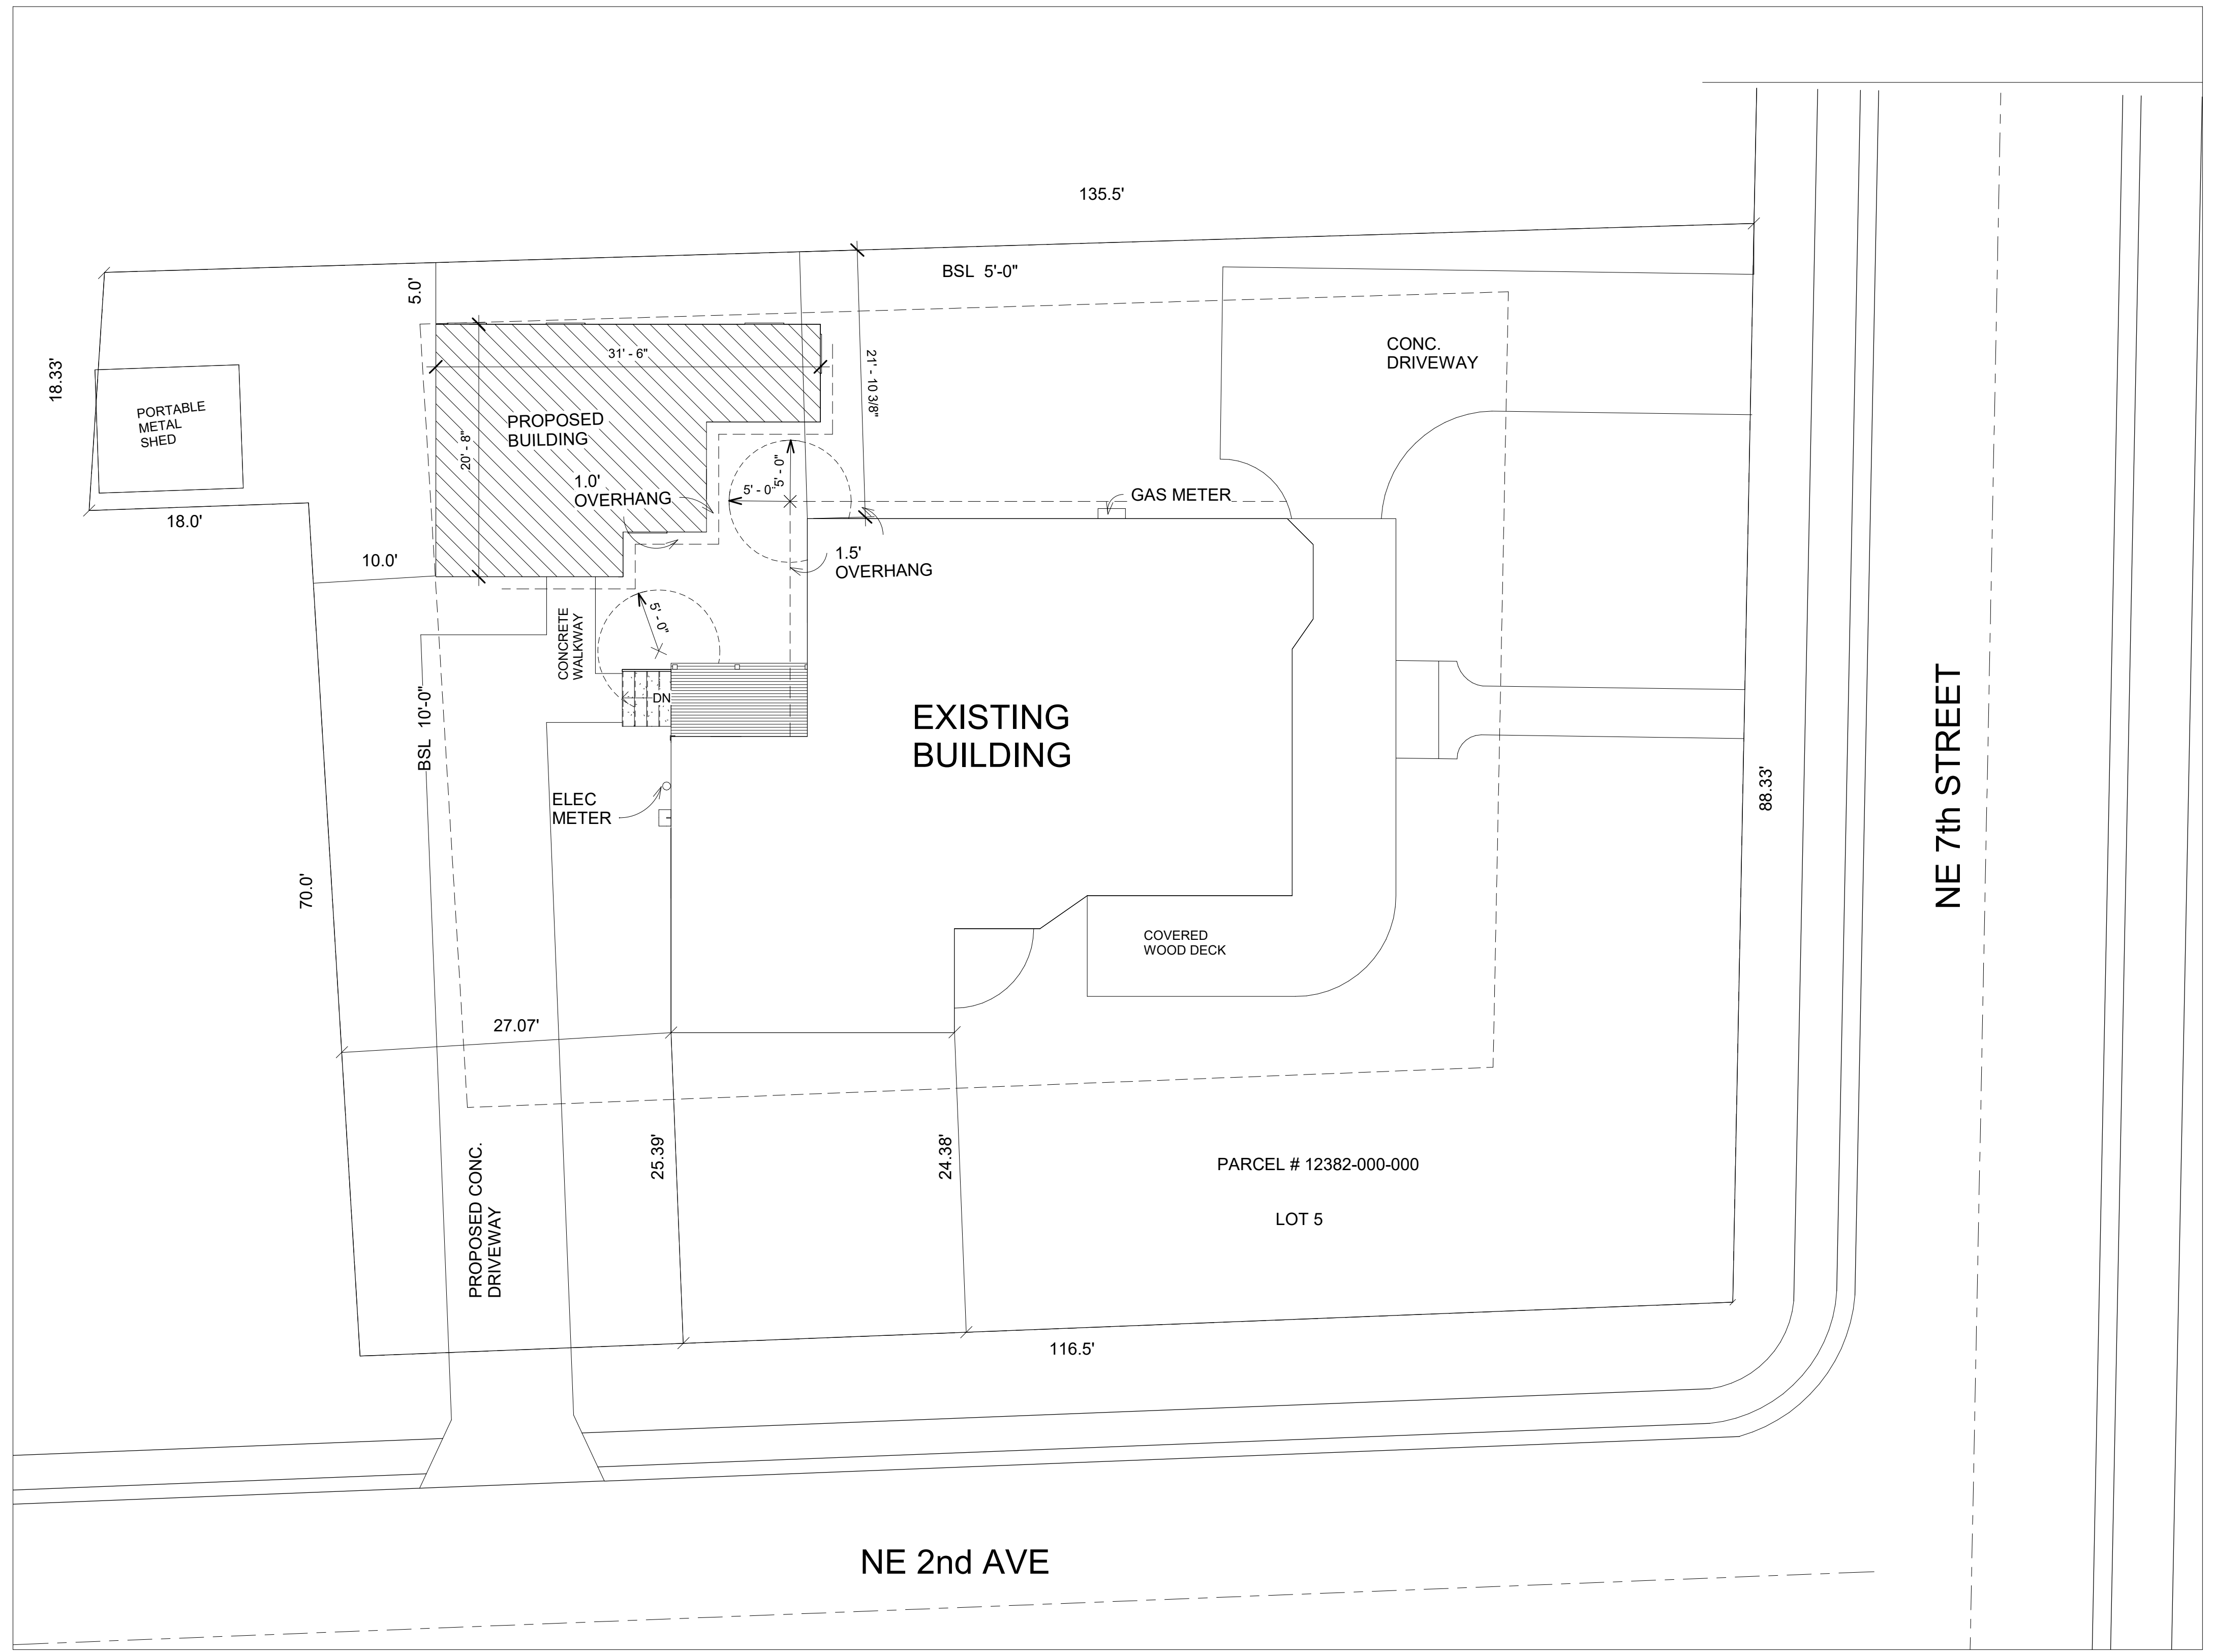 135.5'
BSL 5'-0"
5.0'
18.33'
PORTABLE
METAL
SHED
18.0'
31' - 6"
20' - 8"
PROPOSED
BUILDING
1.0'
OVERHANG
21' - 10 3/8"
5' - 0"
5' - 0"
CONC.
DRIVEWAY
GAS METER
1.5'
OVERHANG
10.0'
CONCRETE
WALKWAY
5' - 0"
DN
BSL 10'-0"
EXISTING
BUILDING
ELEC
METER
88.33'
NE 7th STREET
70.0'
COVERED
WOOD DECK
27.07'
25.39'
24.38'
PROPOSED CONC.
DRIVEWAY
PARCEL # 12382-000-000
LOT 5
116.5'
NE 2nd AVE